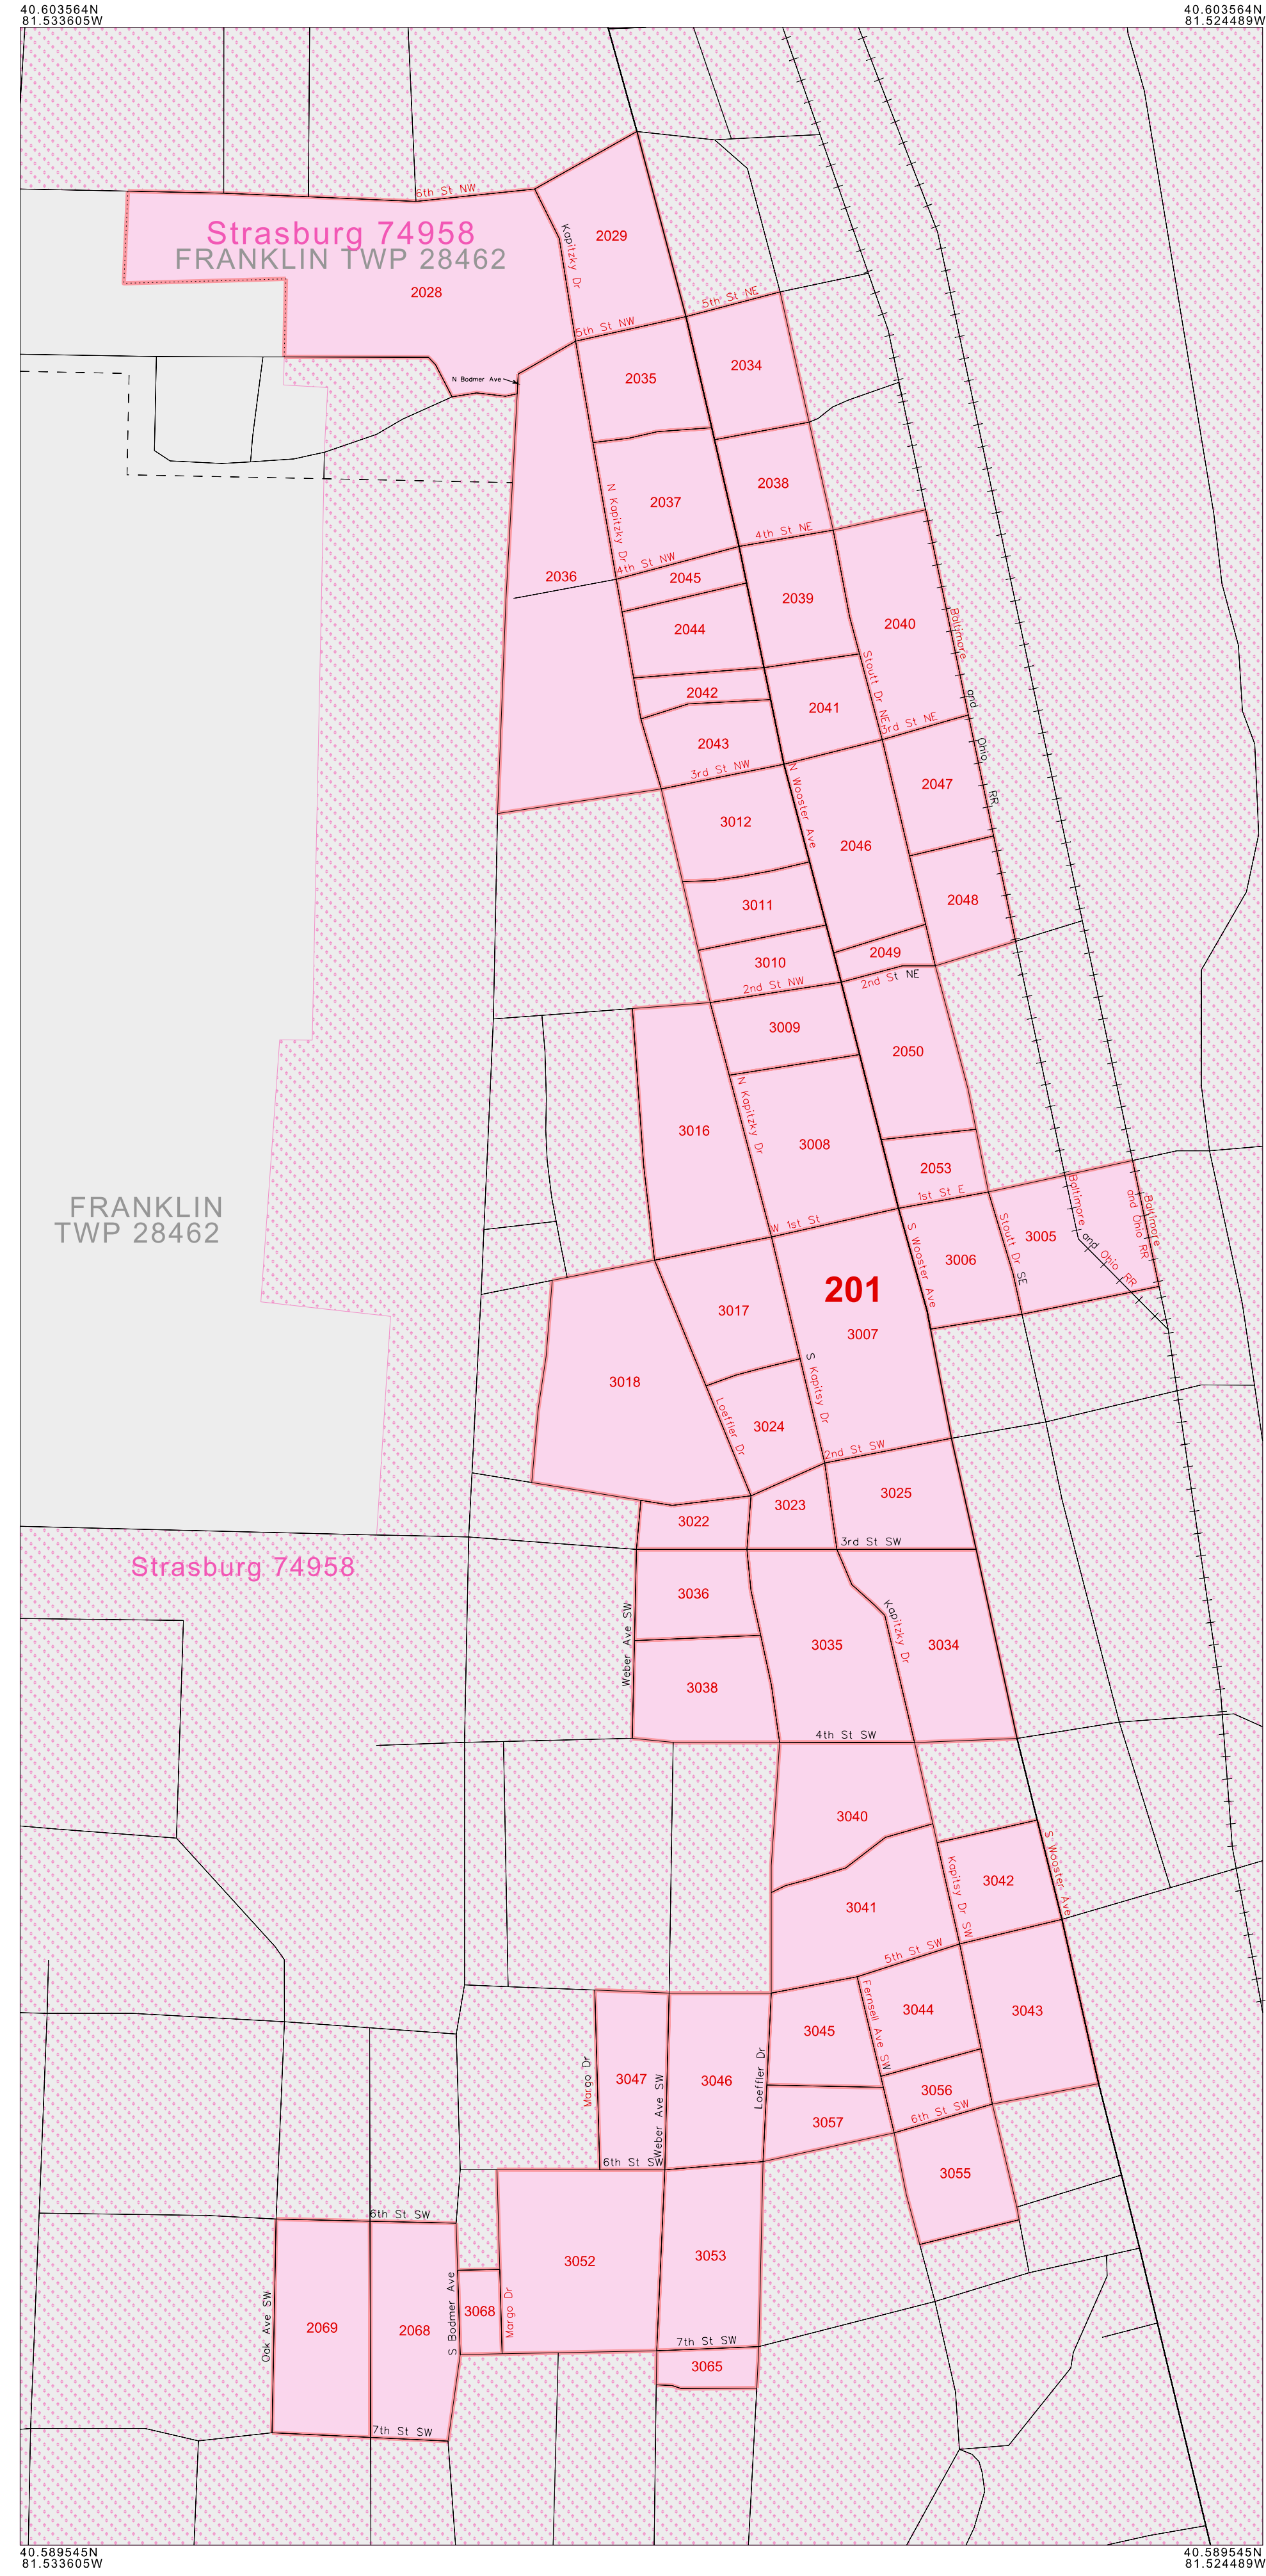 40.603564N
81.533605W
40.603564N
81.524489W
6th St NW
Strasburg 74958
FRANKLIN TWP 28462
2028
2029
Kapitzky Dr
5th St NE
5th St NW
N Bodmer Ave
2035
2034
2037
2038
N Kapitzky Dr
4th St NE
4th St NW
2036
2045
2039
2044
2040
Baltimore and Ohio RR
Stoutt Dr NE
2042
2041
2043
3rd St NE
3rd St NW
N Wooster Ave
2047
3012
2046
2048
3011
2049
3010
2nd St NE
2nd St NW
3009
2050
N Kapitzky Dr
3016
3008
2053
1st St E
W 1st St
FRANKLIN
TWP 28462
S Wooster Ave
3006
Stoutt Dr SE
3005
Baltimore and Ohio RR
Baltimore
and Ohio RR
201
3017
3007
3018
S Kapitsy Dr
Loeffler Dr
3024
2nd St SW
3025
3023
3022
3rd St SW
Strasburg 74958
3036
Weber Ave SW
3035
Kapitzky Dr
3034
3038
4th St SW
3040
3042
S Wooster Ave
Kapitsy Dr SW
3041
5th St SW
3045
Fernsell Ave SW
3044
3043
Margo Dr
3047
Weber Ave SW
3046
Loeffler Dr
3056
3057
6th St SW
6th St SW
3055
6th St SW
3052
3053
Oak Ave SW
2069
2068
S Bodmer Ave
3068
Margo Dr
7th St SW
3065
7th St SW
40.589545N
81.533605W
40.589545N
81.524489W